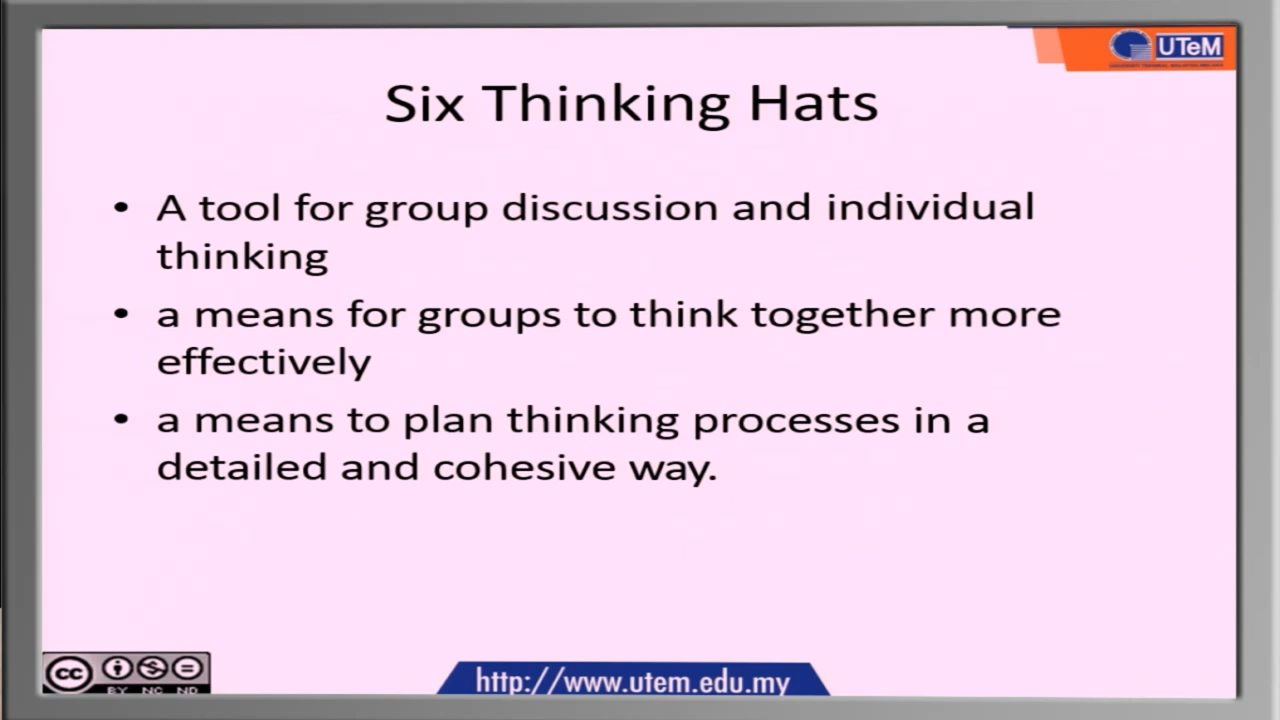 UTeM
Six Thinking Hats
• A tool for group discussion and individual
thinking
• a means for groups to think together more
effectively
• a means to plan thinking processes in a
detailed and cohesive way.
cc
BY NC ND
http://www.utem.edu.my